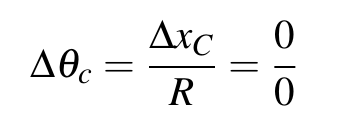 Δθ_c = Δx_C / R = 0 / 0